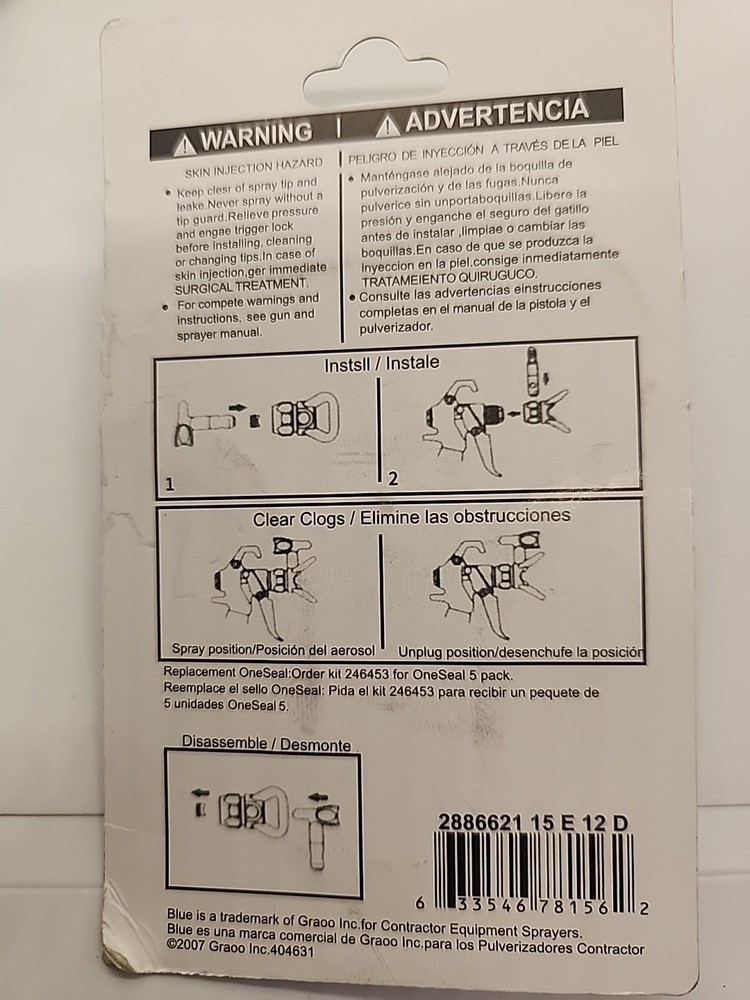 WARNING | ADVERTENCIA
SKIN INJECTION HAZARD
• Keep clesr of spray tip and
leake.Never spray without a
tip guard.Relieve pressure
and engae trigger lock
before installing, cleaning
or changing tips.In case of
skin injection,ger immediate
SURGICAL TREATMENT.
• For compete warnings and
instructions, see gun and
sprayer manual.
PELIGRO DE INYECCIÓN A TRAVÉS DE LA PIEL
• Manténgase alejado de la boquilla de
pulverización y de las fugas.Nunca
pulverice sin unportaboquillas.Libere la
presión y enganche el seguro del gatillo
antes de instalar ,limpiae o cambiar las
boquillas.En caso de que se produzca la
inyeccion en la piel.consige inmediatamente
TRATAMEIENTO QUIRUGUCO.
• Consulte las advertencias einstrucciones
completas en el manual de la pistola y el
pulverizador.
Instsll / Instale
1
2
Clear Clogs / Elimine las obstrucciones
Spray position/Posición del aerosol
Unplug position/desenchufe la posición
Replacement OneSeal:Order kit 246453 for OneSeal 5 pack.
Reemplace el sello OneSeal: Pida el kit 246453 para recibir un pequete de
5 unidades OneSeal 5.
Disassemble / Desmonte
2886621 15 E 12 D
6 33546 78156 2
Blue is a trademark of Graoo Inc.for Contractor Equipment Sprayers.
Blue es una marca comercial de Graoo Inc.para los Pulverizadores Contractor
©2007 Graoo Inc.404631